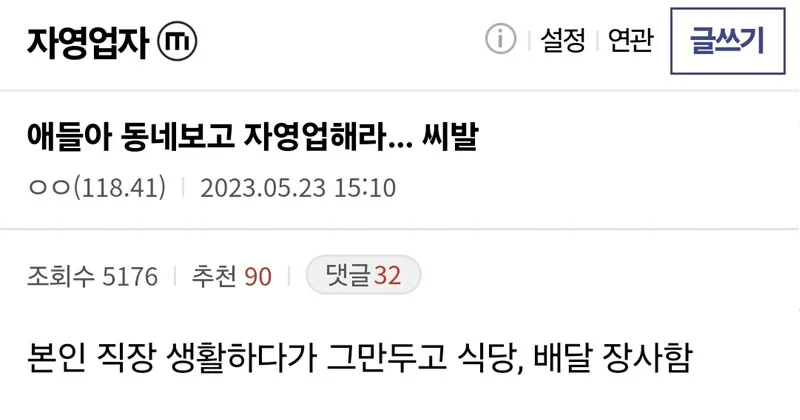 자영업자 ⓜ
설정 연관 글쓰기
애들아 동네보고 자영업해라... 씨발
ㅇㅇ(118.41) 2023.05.23 15:10
조회수 5176 추천 90 댓글 32
본인 직장 생활하다가 그만두고 식당, 배달 장사함